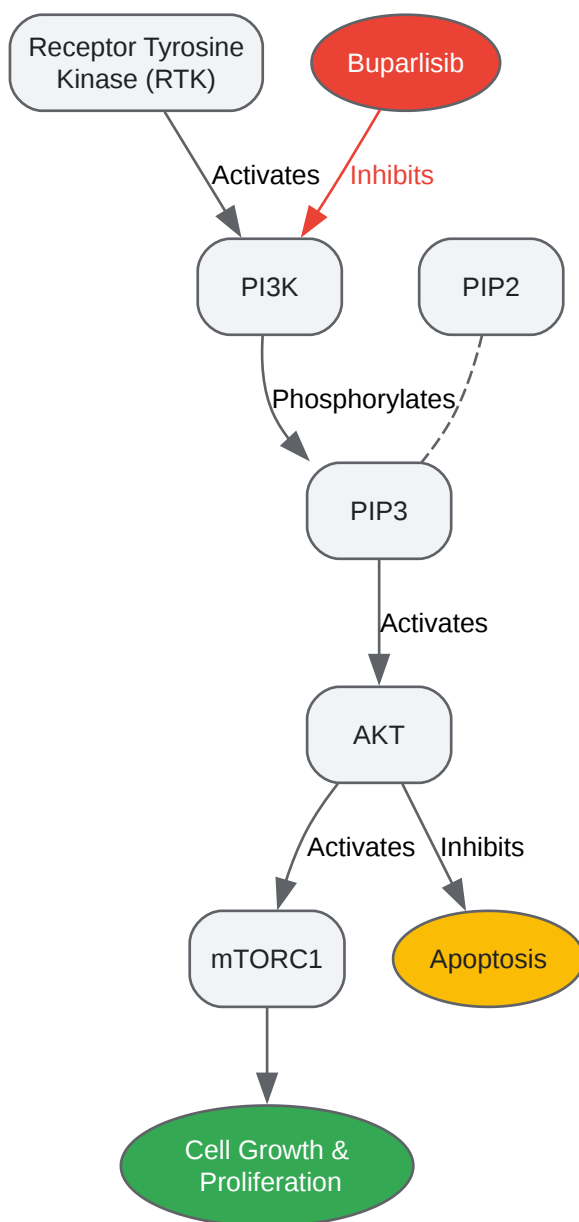 Receptor Tyrosine
Kinase (RTK)
Buparlisib
Activates
Inhibits
PI3K
PIP2
Phosphorylates
PIP3
Activates
AKT
Activates
Inhibits
mTORC1
Apoptosis
Cell Growth &
Proliferation